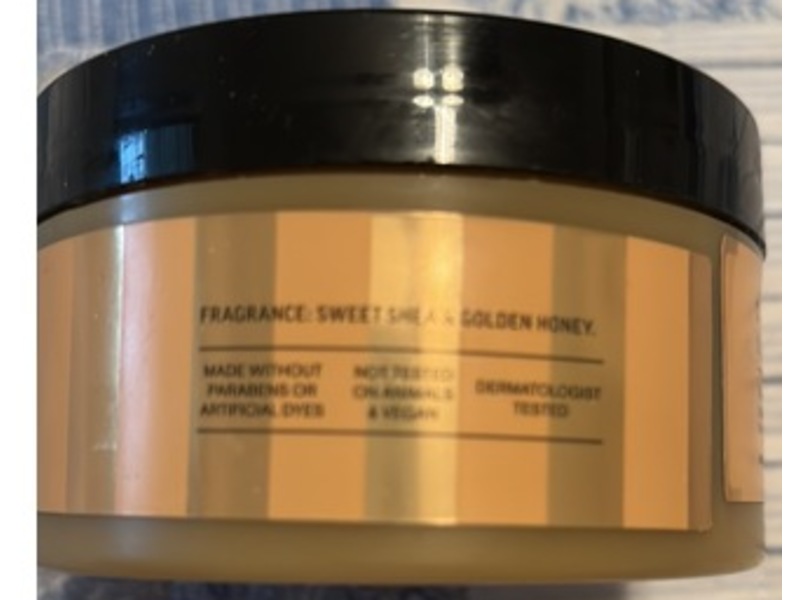 FRAGRANCE: SWEET SHEA & GOLDEN HONEY.
MADE WITHOUT
PARABENS OR
ARTIFICIAL DYES
NOT TESTED
ON ANIMALS
& VEGAN
DERMATOLOGIST
TESTED